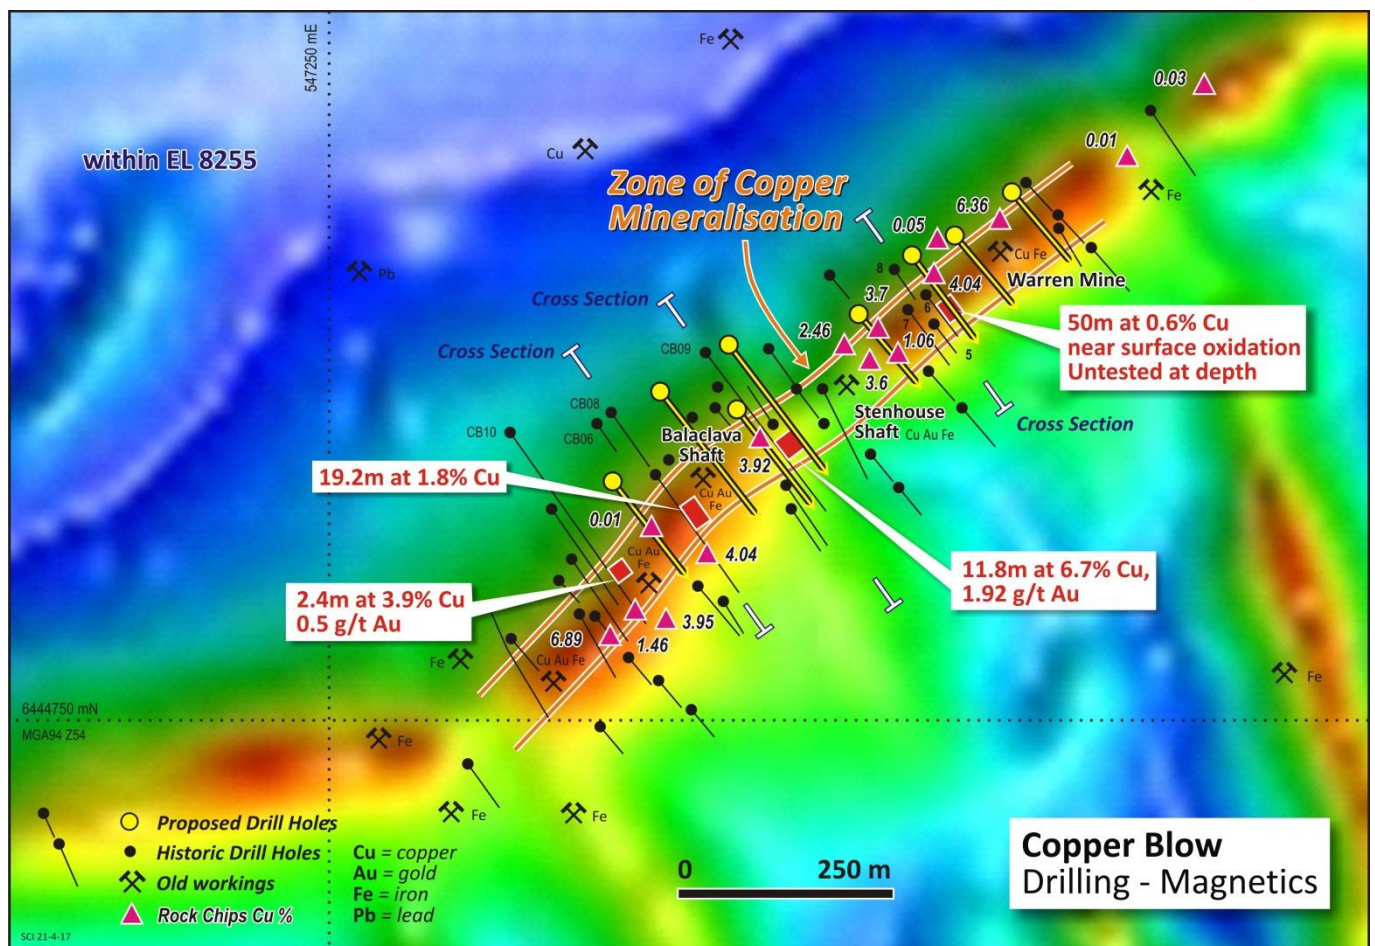 547250 mE
Fe
0.03
0.01
within EL 8255
Cu
Fe
Zone of Copper
Mineralisation
6.36
0.05
Pb
Cu Fe
8
Warren Mine
Cross Section
3.7
4.04
6
7
50m at 0.6% Cu
near surface oxidation
Untested at depth
2.46
1.06
5
Cross Section
CB09
3.6
CB08
Stenhouse
Shaft
Cu Au Fe
Cross Section
CB10
CB06
Balaclava
Shaft
3.92
19.2m at 1.8% Cu
Cu Au
Fe
0.01
Cu Au
Fe
4.04
11.8m at 6.7% Cu,
1.92 g/t Au
2.4m at 3.9% Cu
0.5 g/t Au
3.95
6.89
1.46
Fe
Cu Au Fe
Fe
6444750 mN
MGA94 Z54
Fe
Fe
Fe
Proposed Drill Holes
Historic Drill Holes
Old workings
Rock Chips Cu %
Cu = copper
Au = gold
Fe = iron
Pb = lead
0 250 m
Copper Blow
Drilling - Magnetics
SCI 21-4-17